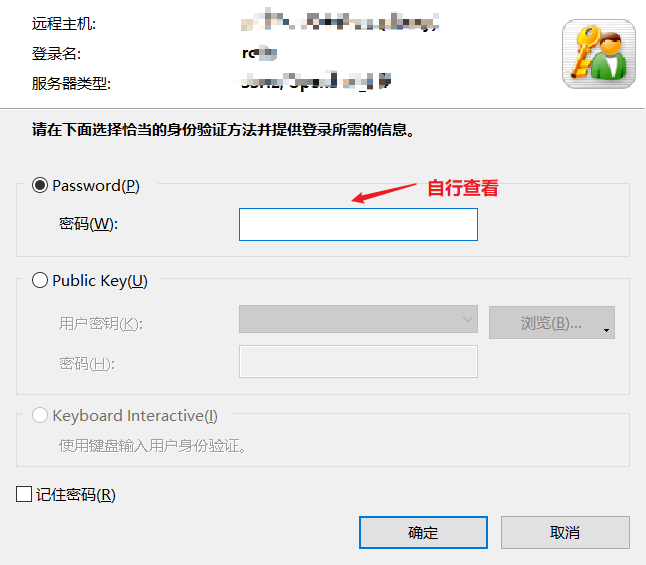 远程主机:
登录名:
服务器类型:
请在下面选择恰当的身份验证方法并提供登录所需的信息。
Password(P)
自行查看
密码(W):
Public Key(U)
用户密钥(K):
浏览(B)...
密码(H):
Keyboard Interactive(I)
使用键盘输入用户身份验证。
记住密码(R)
确定
取消